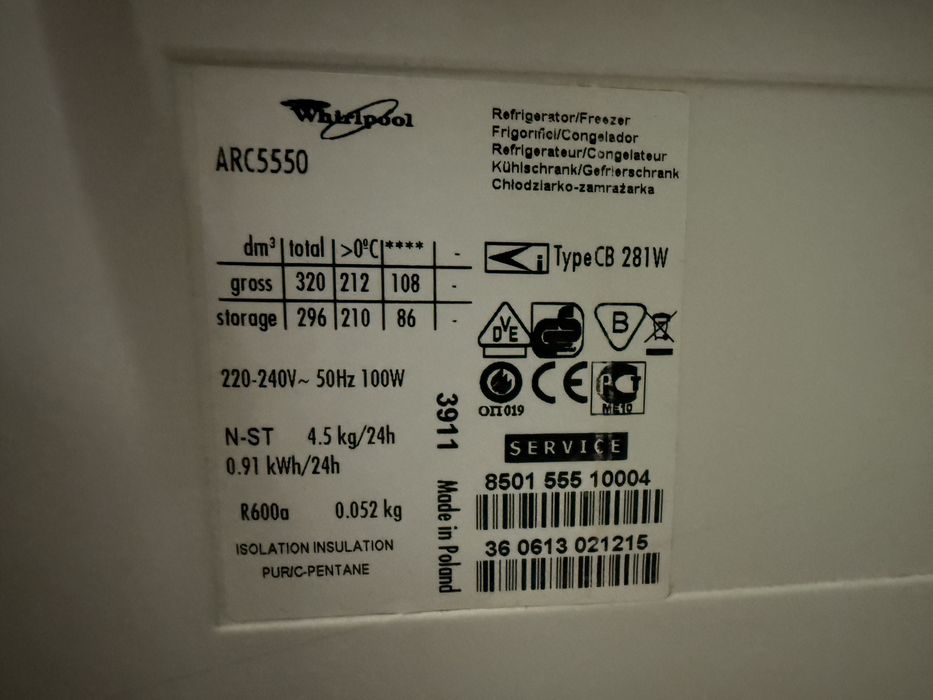 Whirlpool
ARC5550
Refrigerator/Freezer
Frigorifici/Congelador
Refrigerateur/Congelateur
Kühlschrank/Gefrierschrank
Chłodziarko-zamrażarka
dm³ total >0ºC **** -
gross 320 212 108 -
storage 296 210 86 -
i Type CB 281W
DVE
B
220-240V~ 50Hz 100W
ОП 019
CE
РСТ
ME10
N-ST 4.5 kg/24h
0.91 kWh/24h
R600a 0.052 kg
ISOLATION INSULATION
PUR/C-PENTANE
3911 Made in Poland
SERVICE
8501 555 10004
36 0613 021215